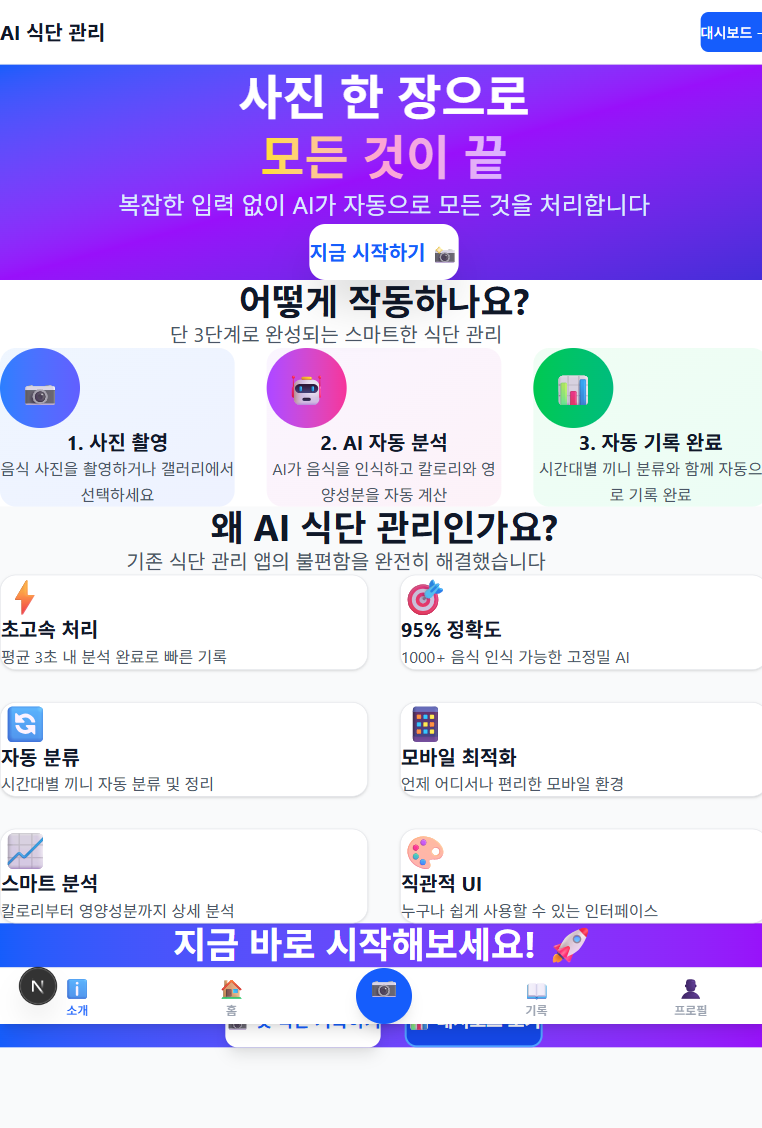 AI 식단 관리
대시보드 →
사진 한 장으로
모든 것이 끝
복잡한 입력 없이 AI가 자동으로 모든 것을 처리합니다
지금 시작하기 📷
어떻게 작동하나요?
단 3단계로 완성되는 스마트한 식단 관리
1. 사진 촬영
음식 사진을 촬영하거나 갤러리에서
선택하세요
2. AI 자동 분석
AI가 음식을 인식하고 칼로리와 영
양성분을 자동 계산
3. 자동 기록 완료
시간대별 끼니 분류와 함께 자동으
로 기록 완료
왜 AI 식단 관리인가요?
기존 식단 관리 앱의 불편함을 완전히 해결했습니다
초고속 처리
평균 3초 내 분석 완료로 빠른 기록
95% 정확도
1000+ 음식 인식 가능한 고정밀 AI
자동 분류
시간대별 끼니 자동 분류 및 정리
모바일 최적화
언제 어디서나 편리한 모바일 환경
스마트 분석
칼로리부터 영양성분까지 상세 분석
직관적 UI
누구나 쉽게 사용할 수 있는 인터페이스
지금 바로 시작해보세요! 🚀
N
소개
홈
기록
프로필